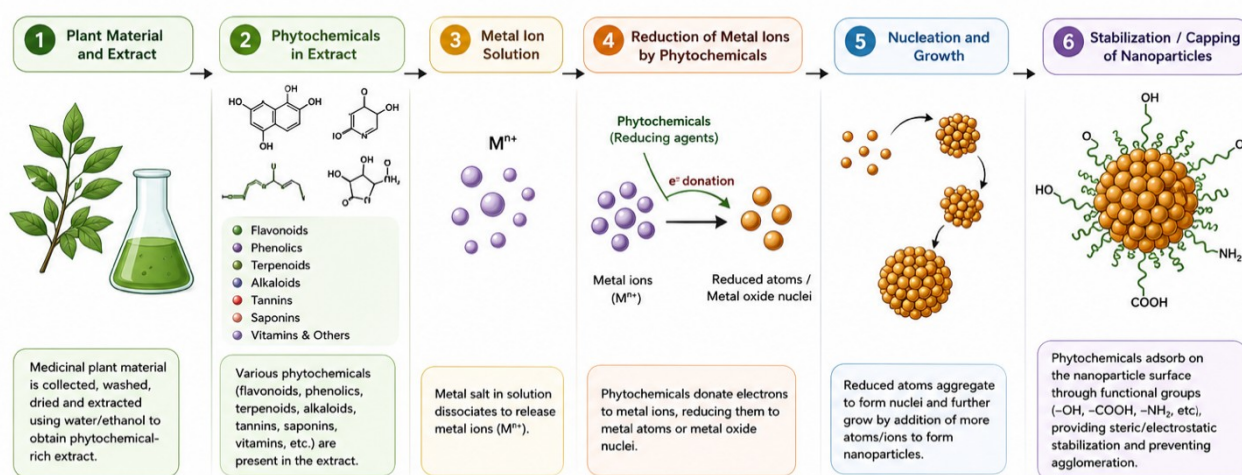 1 Plant Material
and Extract
2 Phytochemicals
in Extract
3 Metal Ion
Solution
4 Reduction of Metal Ions
by Phytochemicals
5 Nucleation and
Growth
6 Stabilization / Capping
of Nanoparticles
OH
HO
OH
OH
O
OH
IO
N
HO
OH
O
NH₂
O
Flavonoids
Phenolics
Terpenoids
Alkaloids
Tannins
Saponins
Vitamins & Others
Mⁿ⁺
Phytochemicals
(Reducing agents)
e⁻ donation
Metal ions
(Mⁿ⁺)
Reduced atoms /
Metal oxide nuclei
OH
O
O
HO
NH₂
COOH
Medicinal plant material
is collected, washed,
dried and extracted
using water/ethanol to
obtain phytochemical-
rich extract.
Various phytochemicals
(flavonoids, phenolics,
terpenoids, alkaloids,
tannins, saponins,
vitamins, etc.) are
present in the extract.
Metal salt in solution
dissociates to release
metal ions (Mⁿ⁺).
Phytochemicals donate electrons
to metal ions, reducing them to
metal atoms or metal oxide
nuclei.
Reduced atoms aggregate
to form nuclei and further
grow by addition of more
atoms/ions to form
nanoparticles.
Phytochemicals adsorb on
the nanoparticle surface
through functional groups
(–OH, –COOH, –NH₂, etc),
providing steric/electrostatic
stabilization and preventing
agglomeration.